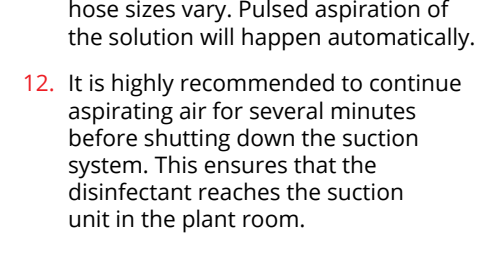 hose sizes vary. Pulsed aspiration of
the solution will happen automatically.
12. It is highly recommended to continue
aspirating air for several minutes
before shutting down the suction
system. This ensures that the
disinfectant reaches the suction
unit in the plant room.